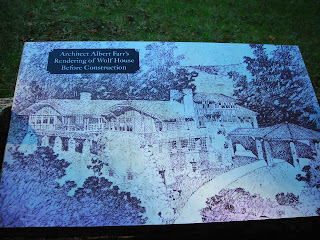 Architect Albert Farr's
Rendering of Wolf House
Before Construction